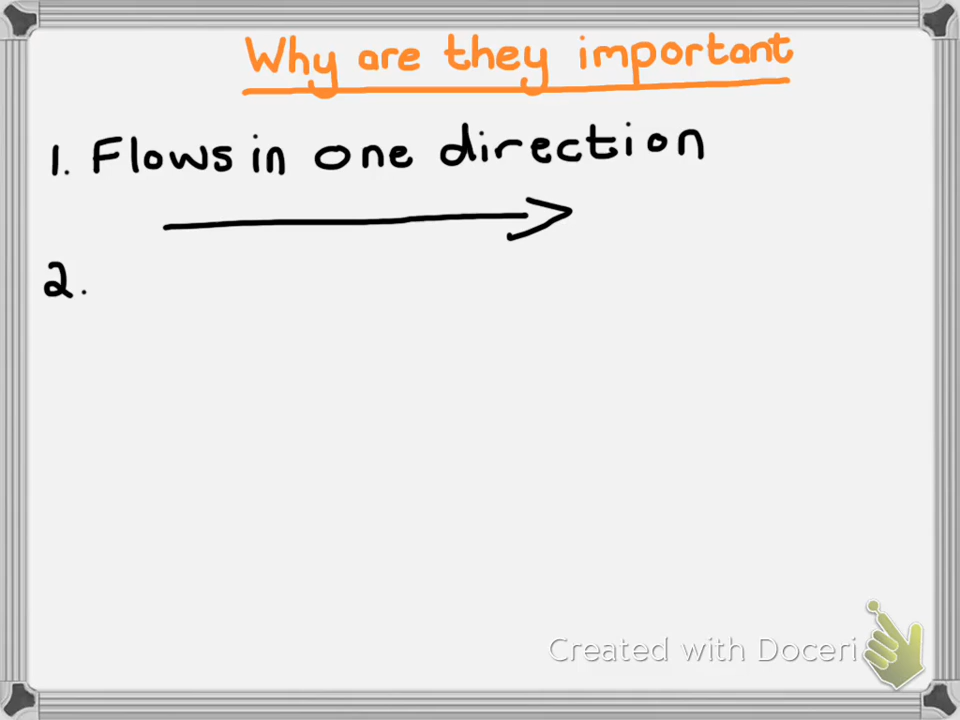 Why are they important
1. Flows in one direction
2.
Created with Doceri